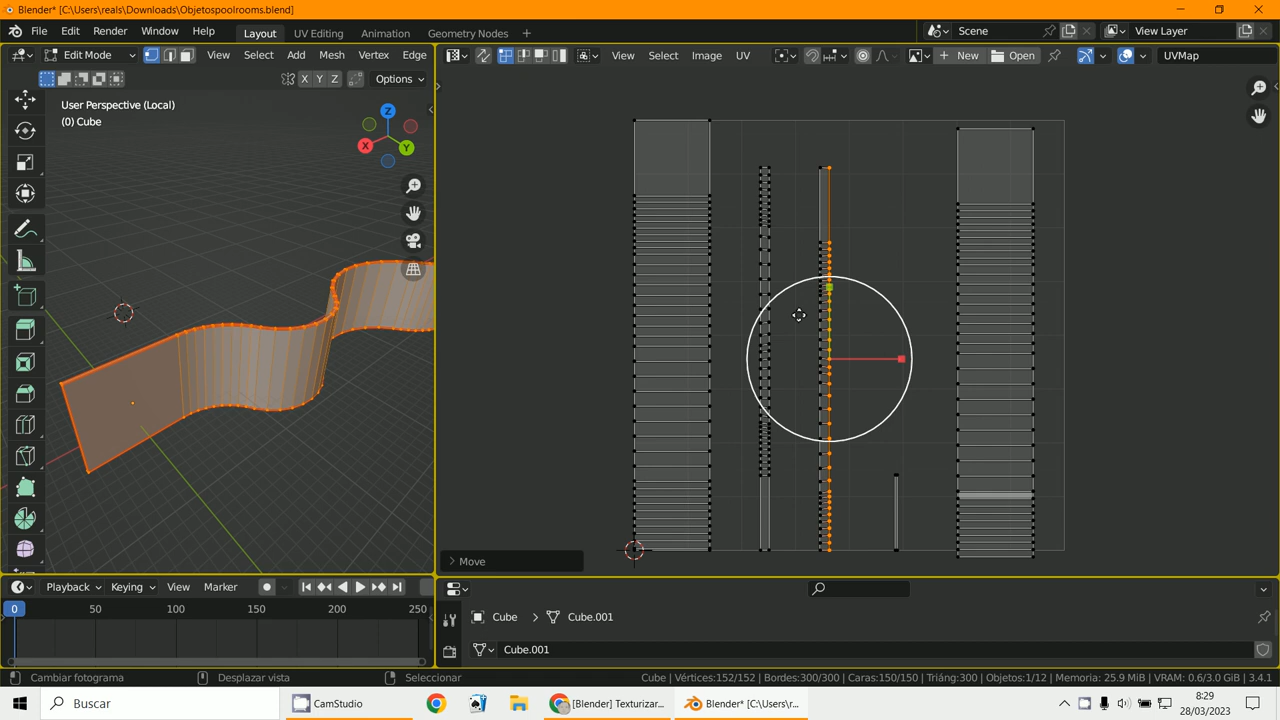 Blender* [C:\Users\reals\Downloads\Objetospoolrooms.blend]
File Edit Render Window Help Layout UV Editing Animation Geometry Nodes + Scene View Layer
Edit Mode View Select Add Mesh Vertex Edge View Select Image UV New Open UVMap
X Y Z Options
User Perspective (Local)
(0) Cube
Z
X
Y
> Move
Playback Keying View Marker 0
0 50 100 150 200 250
Cube > Cube.001
Cube.001
Cambiar fotograma Desplazar vista Seleccionar Cube | Vértices:152/152 | Bordes:300/300 | Caras:150/150 | Triáng:300 | Objetos:1/12 | Memoria: 25.9 MiB | VRAM: 0.6/3.0 GiB | 3.4.1
Buscar CamStudio [Blender] Texturizar... Blender* [C:\Users\r... 8:29
28/03/2023